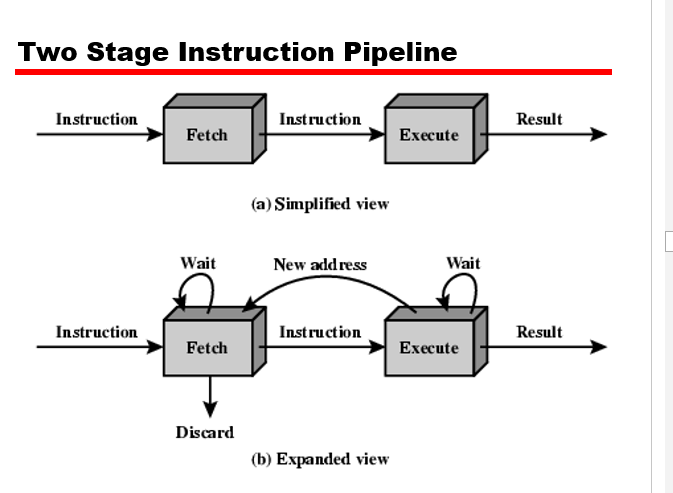 Two Stage Instruction Pipeline
Instruction Fetch Instruction Execute Result
(a) Simplified view
Wait New address Wait
Instruction Fetch Instruction Execute Result
Discard
(b) Expanded view